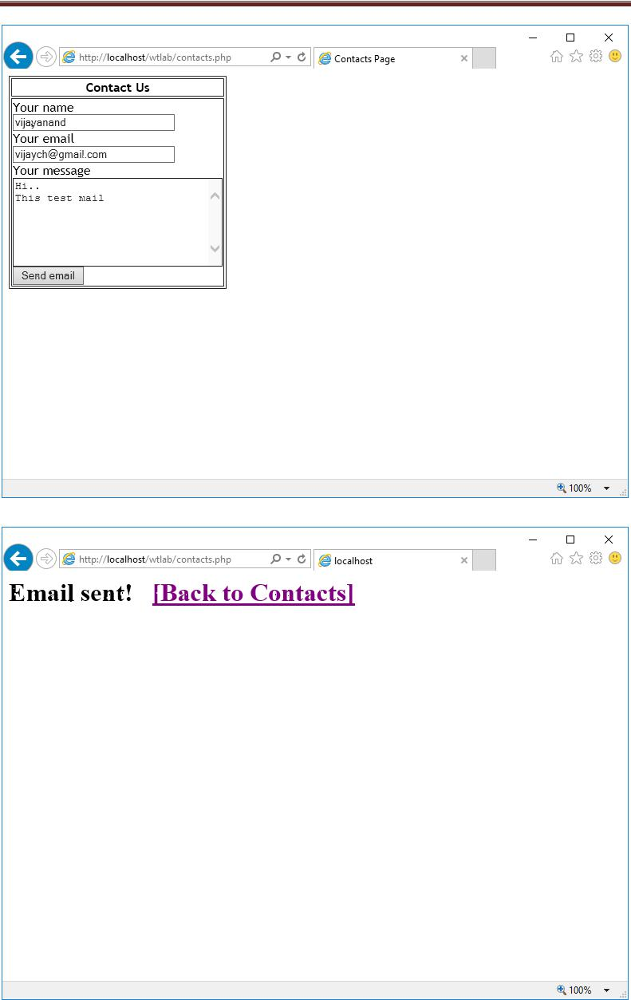 http://localhost/wtlab/contacts.php
Contacts Page
Contact Us
Your name
vijayanand
Your email
vijaych@gmail.com
Your message
Hi..
This test mail
Send email
100%
http://localhost/wtlab/contacts.php
localhost
Email sent! [Back to Contacts]
100%